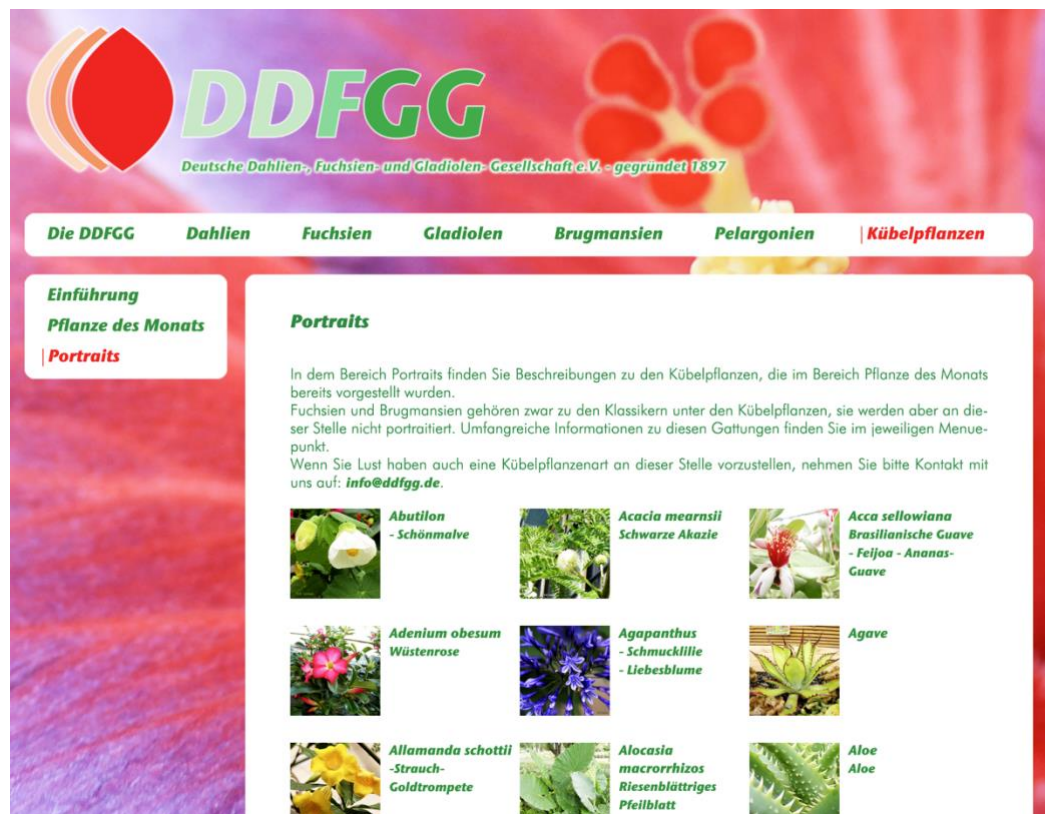 DDFGG
Deutsche Dahlien-, Fuchsien- und Gladiolen- Gesellschaft e.V. - gegründet 1897
Die DDFGG Dahlien Fuchsien Gladiolen Brugmansien Pelargonien Kübelpflanzen
Einführung
Pflanze des Monats
Portraits
Portraits
In dem Bereich Portraits finden Sie Beschreibungen zu den Kübelpflanzen, die im Bereich Pflanze des Monats
bereits vorgestellt wurden.
Fuchsien und Brugmansien gehören zwar zu den Klassikern unter den Kübelpflanzen, sie werden aber an die-
ser Stelle nicht portraitiert. Umfangreiche Informationen zu diesen Gattungen finden Sie im jeweiligen Menue-
punkt.
Wenn Sie Lust haben auch eine Kübelpflanzenart an dieser Stelle vorzustellen, nehmen Sie bitte Kontakt mit
uns auf: info@ddfgg.de.
Abutilon
- Schönmalve
Acacia mearnsii
Schwarze Akazie
Acca sellowiana
Brasilianische Guave
- Feijoa - Ananas-
Guave
Adenium obesum
Wüstenrose
Agapanthus
- Schmucklilie
- Liebesblume
Agave
Allamanda schottii
-Strauch-
Goldtrompete
Alocasia
macrorrhizos
Riesenblättriges
Pfeilblatt
Aloe
Aloe